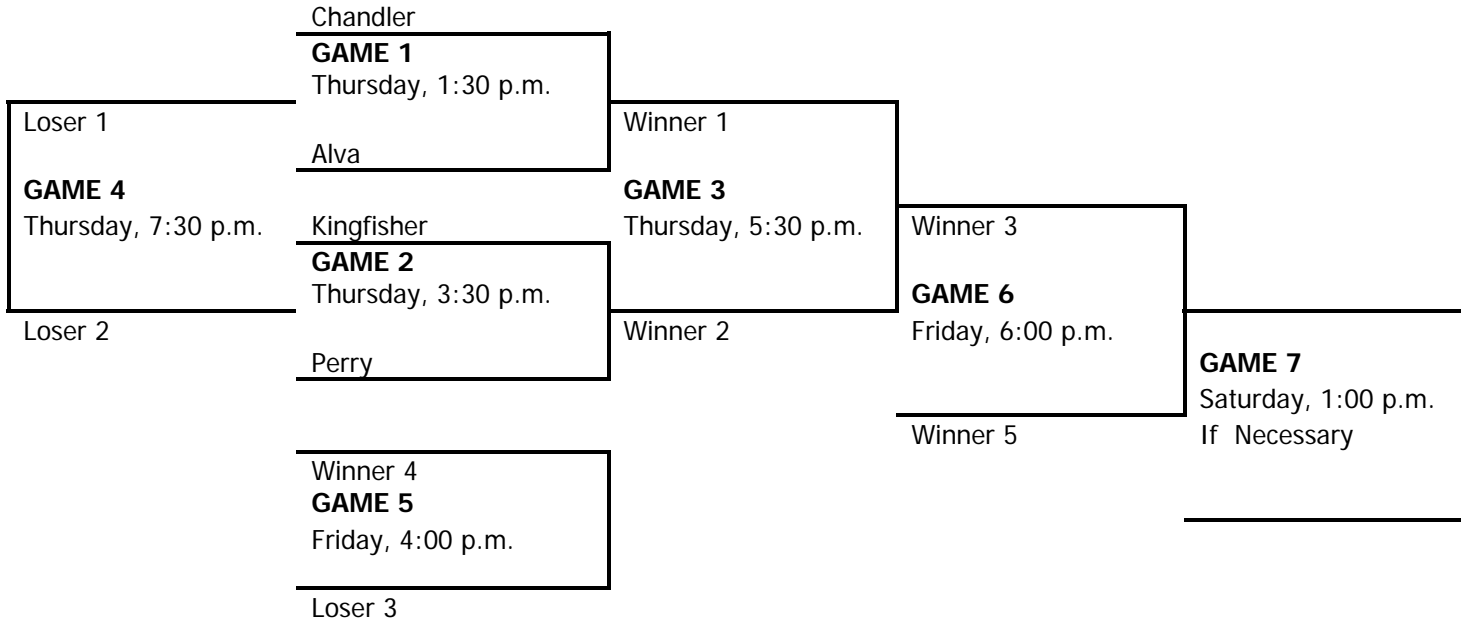 Chandler
GAME 1
Thursday, 1:30 p.m.
Alva
Loser 1
GAME 4
Thursday, 7:30 p.m.
Loser 2
Kingfisher
GAME 2
Thursday, 3:30 p.m.
Perry
Winner 1
GAME 3
Thursday, 5:30 p.m.
Winner 2
Winner 3
GAME 6
Friday, 6:00 p.m.
Winner 5
GAME 7
Saturday, 1:00 p.m.
If Necessary
Winner 4
GAME 5
Friday, 4:00 p.m.
Loser 3